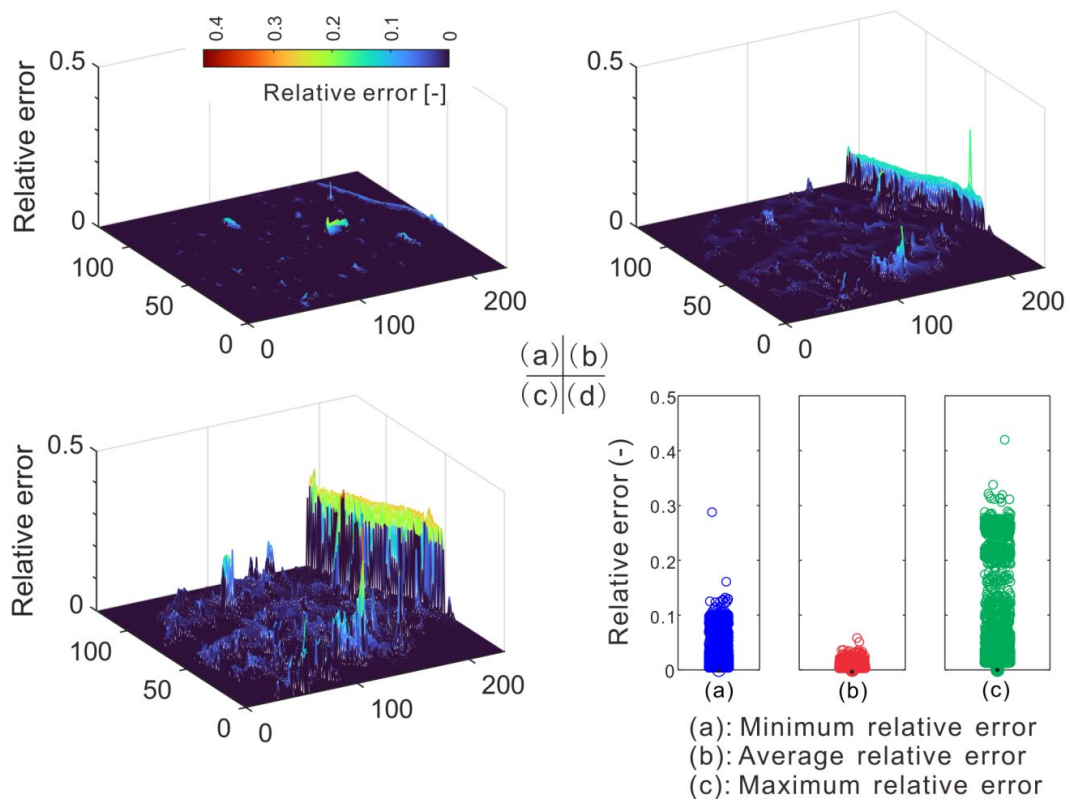 0.4 0.3 0.2 0.1 0
Relative error [-]
0.5
Relative error
0
100
50
0
0
100
200
0.5
Relative error
0
100
50
0
0
100
200
(a) (b)
(c) (d)
0.5
Relative error
0
100
50
0
0
100
200
0.5
0.4
0.3
0.2
0.1
0
Relative error (-)
(a) (b) (c)
(a): Minimum relative error
(b): Average relative error
(c): Maximum relative error